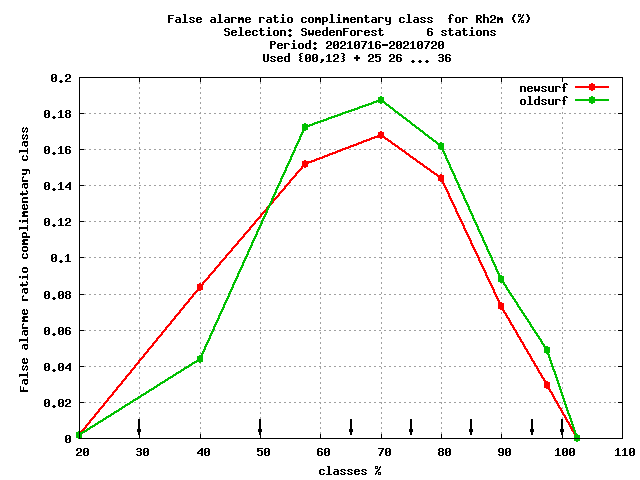 False alarme ratio complimentary class  for Rh2m (%)
Selection: SwedenForest      6 stations
Period: 20210716-20210720
Used {00,12} + 25 26 ... 36
newsurf
oldsurf
False alarme ratio complimentary class
0,2
0,18
0,16
0,14
0,12
0,1
0,08
0,06
0,04
0,02
0
20 30 40 50 60 70 80 90 100 110
classes %